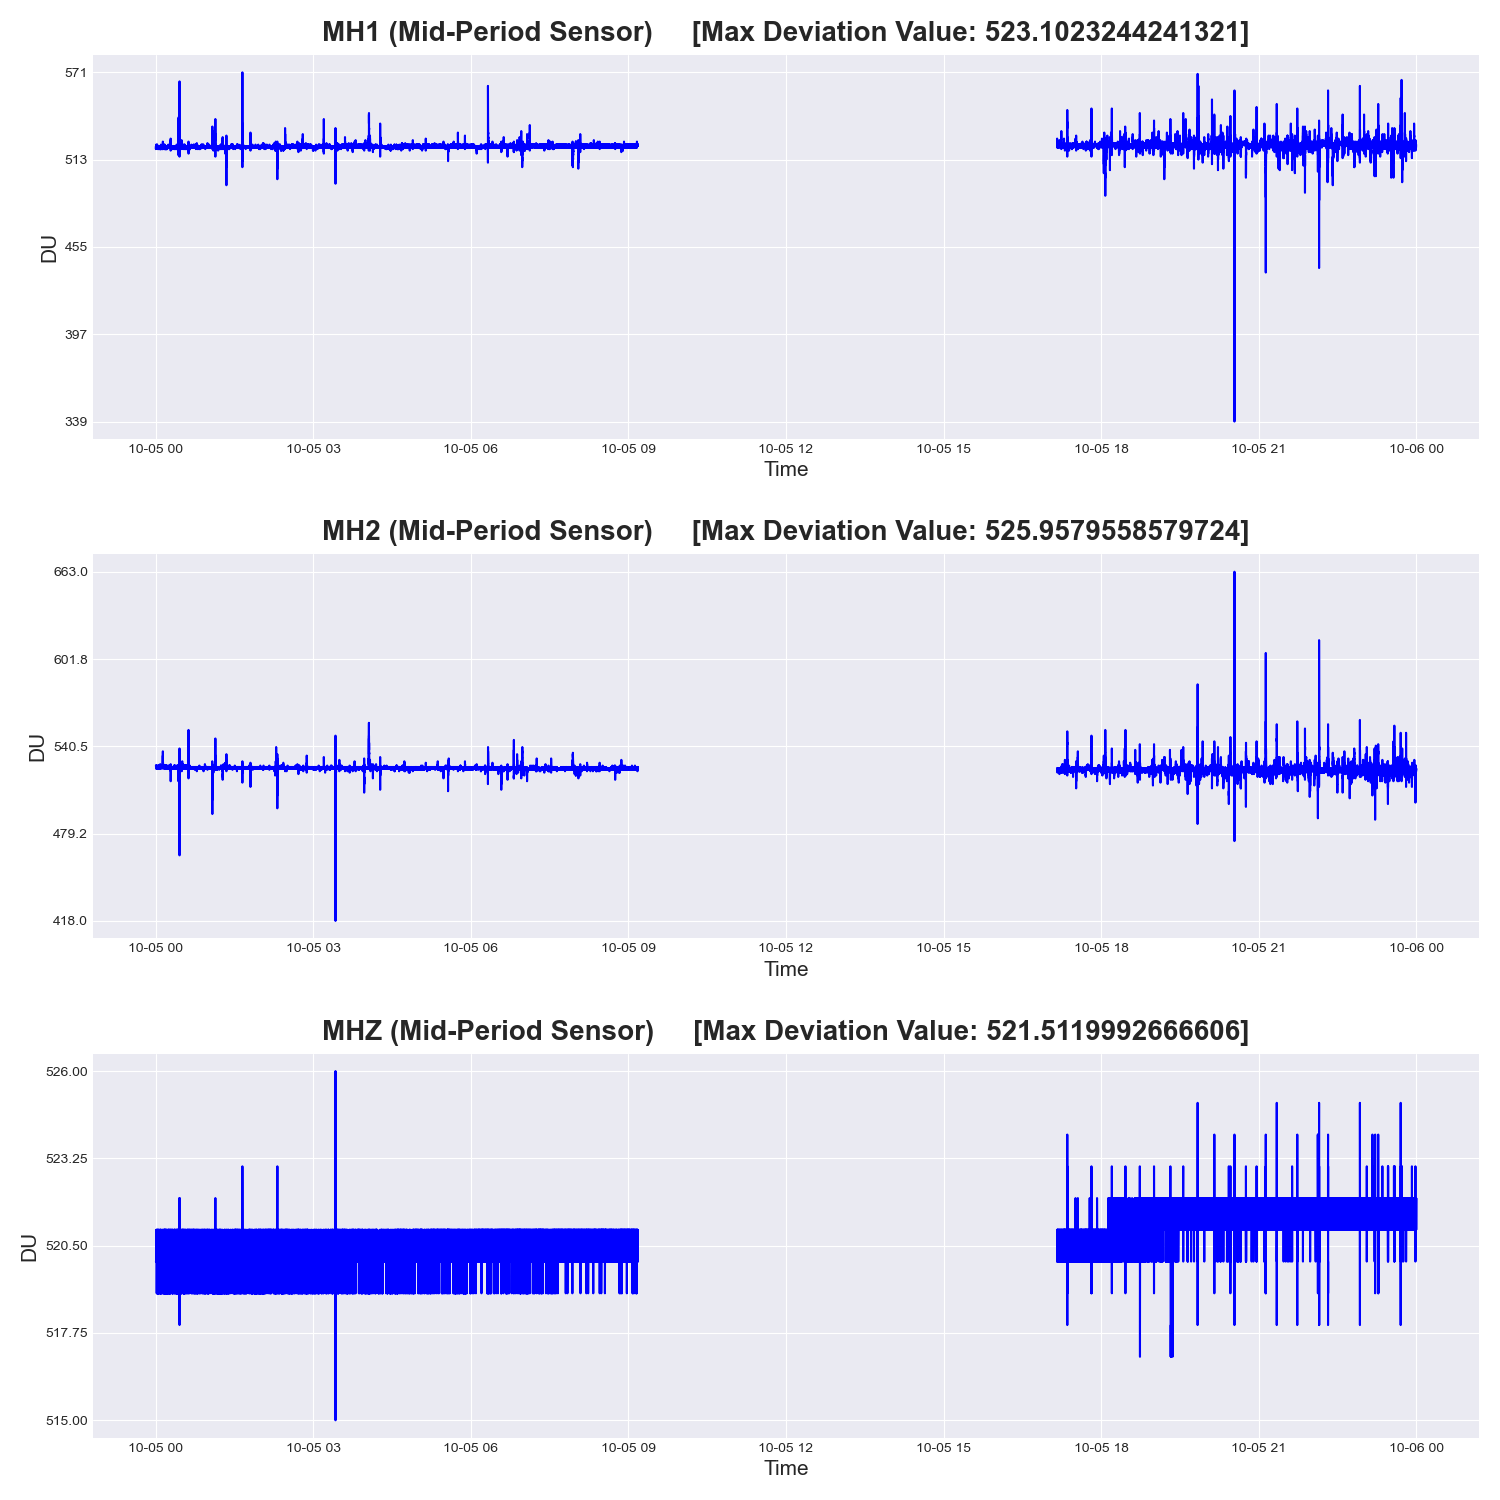 MH1 (Mid-Period Sensor) [Max Deviation Value: 523.1023244241321]
571
513
455
397
339
DU
10-05 00 10-05 03 10-05 06 10-05 09 10-05 12 10-05 15 10-05 18 10-05 21 10-06 00
Time
MH2 (Mid-Period Sensor) [Max Deviation Value: 525.9579558579724]
663.0
601.8
540.5
479.2
418.0
DU
10-05 00 10-05 03 10-05 06 10-05 09 10-05 12 10-05 15 10-05 18 10-05 21 10-06 00
Time
MHZ (Mid-Period Sensor) [Max Deviation Value: 521.5119992666606]
526.00
523.25
520.50
517.75
515.00
DU
10-05 00 10-05 03 10-05 06 10-05 09 10-05 12 10-05 15 10-05 18 10-05 21 10-06 00
Time